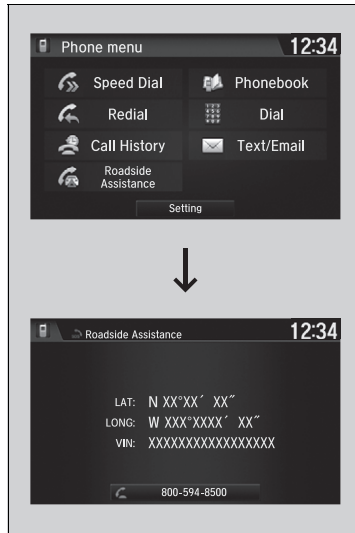 Phone menu 12:34
Speed Dial Phonebook
Redial Dial
Call History Text/Email
Roadside
Assistance
Setting
Roadside Assistance 12:34
LAT: N XX°XX´ XX˝
LONG: W XXX°XXXX´ XX˝
VIN: XXXXXXXXXXXXXXXXX
800-594-8500